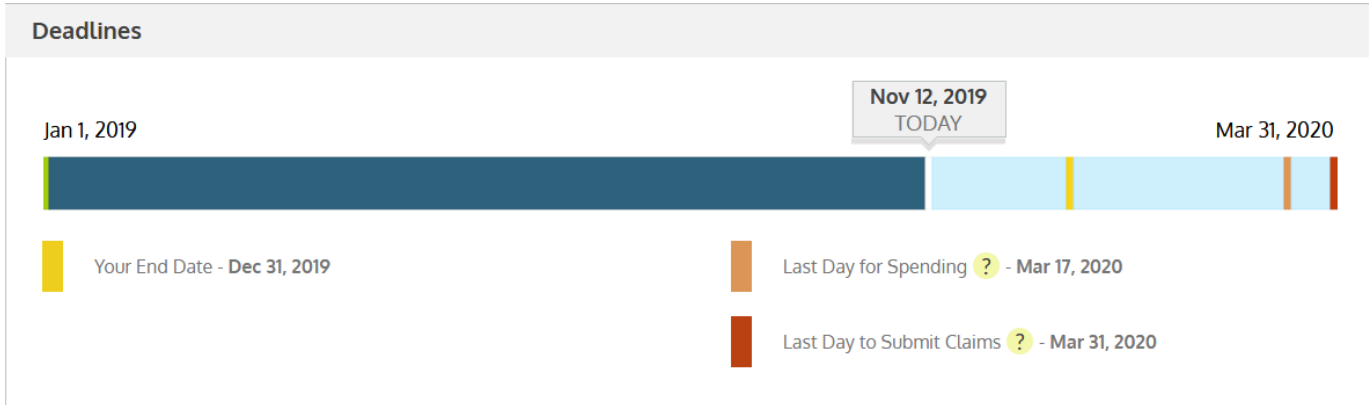 Deadlines
Nov 12, 2019
TODAY
Jan 1, 2019
Mar 31, 2020
Your End Date - Dec 31, 2019
Last Day for Spending ? - Mar 17, 2020
Last Day to Submit Claims ? - Mar 31, 2020